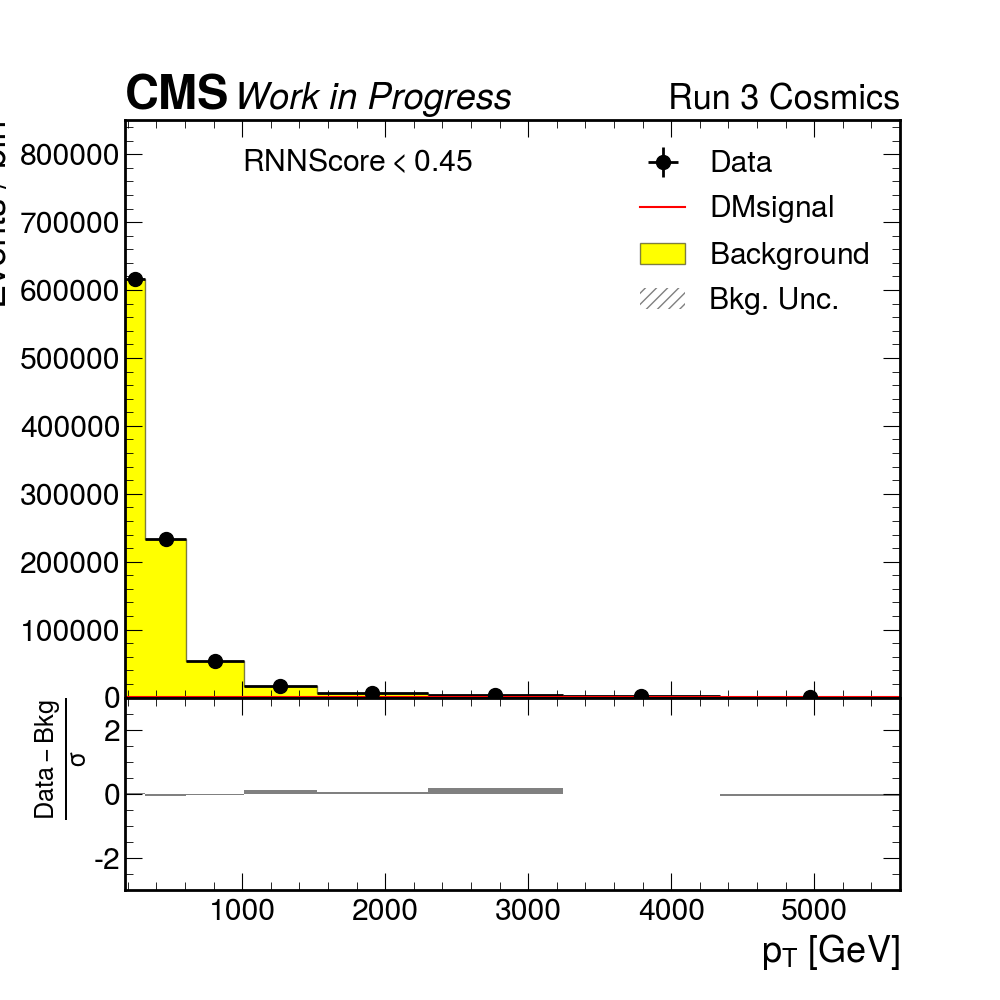 CMS Work in Progress
Run 3 Cosmics
RNNScore < 0.45
Data
DMsignal
Background
Bkg. Unc.
800000
700000
600000
500000
400000
300000
200000
100000
0
Data – Bkg
σ
2
0
-2
1000 2000 3000 4000 5000
pT [GeV]